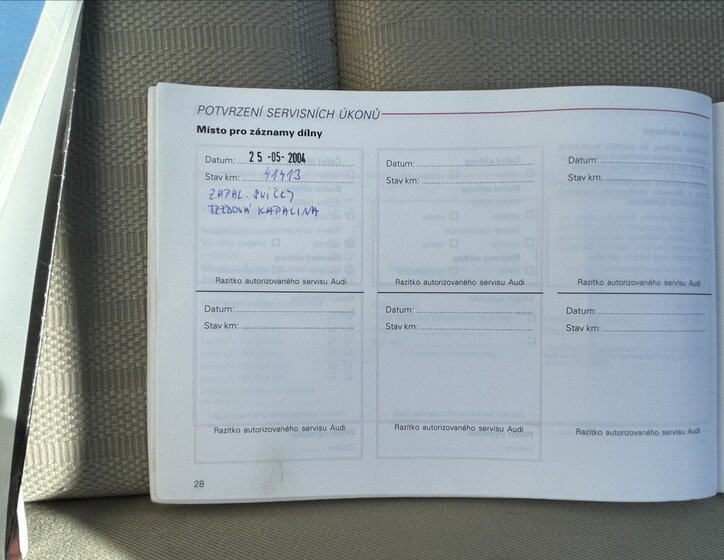 POTVRZENÍ SERVISNÍCH ÚKONŮ
Místo pro záznamy dílny
Datum: 25 -05- 2004
Stav km: 41413
ZAPAL. SVÍČKY
BRZDOVÁ KAPALINA
Razítko autorizovaného servisu Audi
Datum:
Stav km:
Razítko autorizovaného servisu Audi
Datum:
Stav km:
Razítko autorizovaného servisu Audi
Datum:
Stav km:
Razítko autorizovaného servisu Audi
Datum:
Stav km:
Razítko autorizovaného servisu Audi
Datum:
Stav km:
Razítko autorizovaného servisu Audi
28